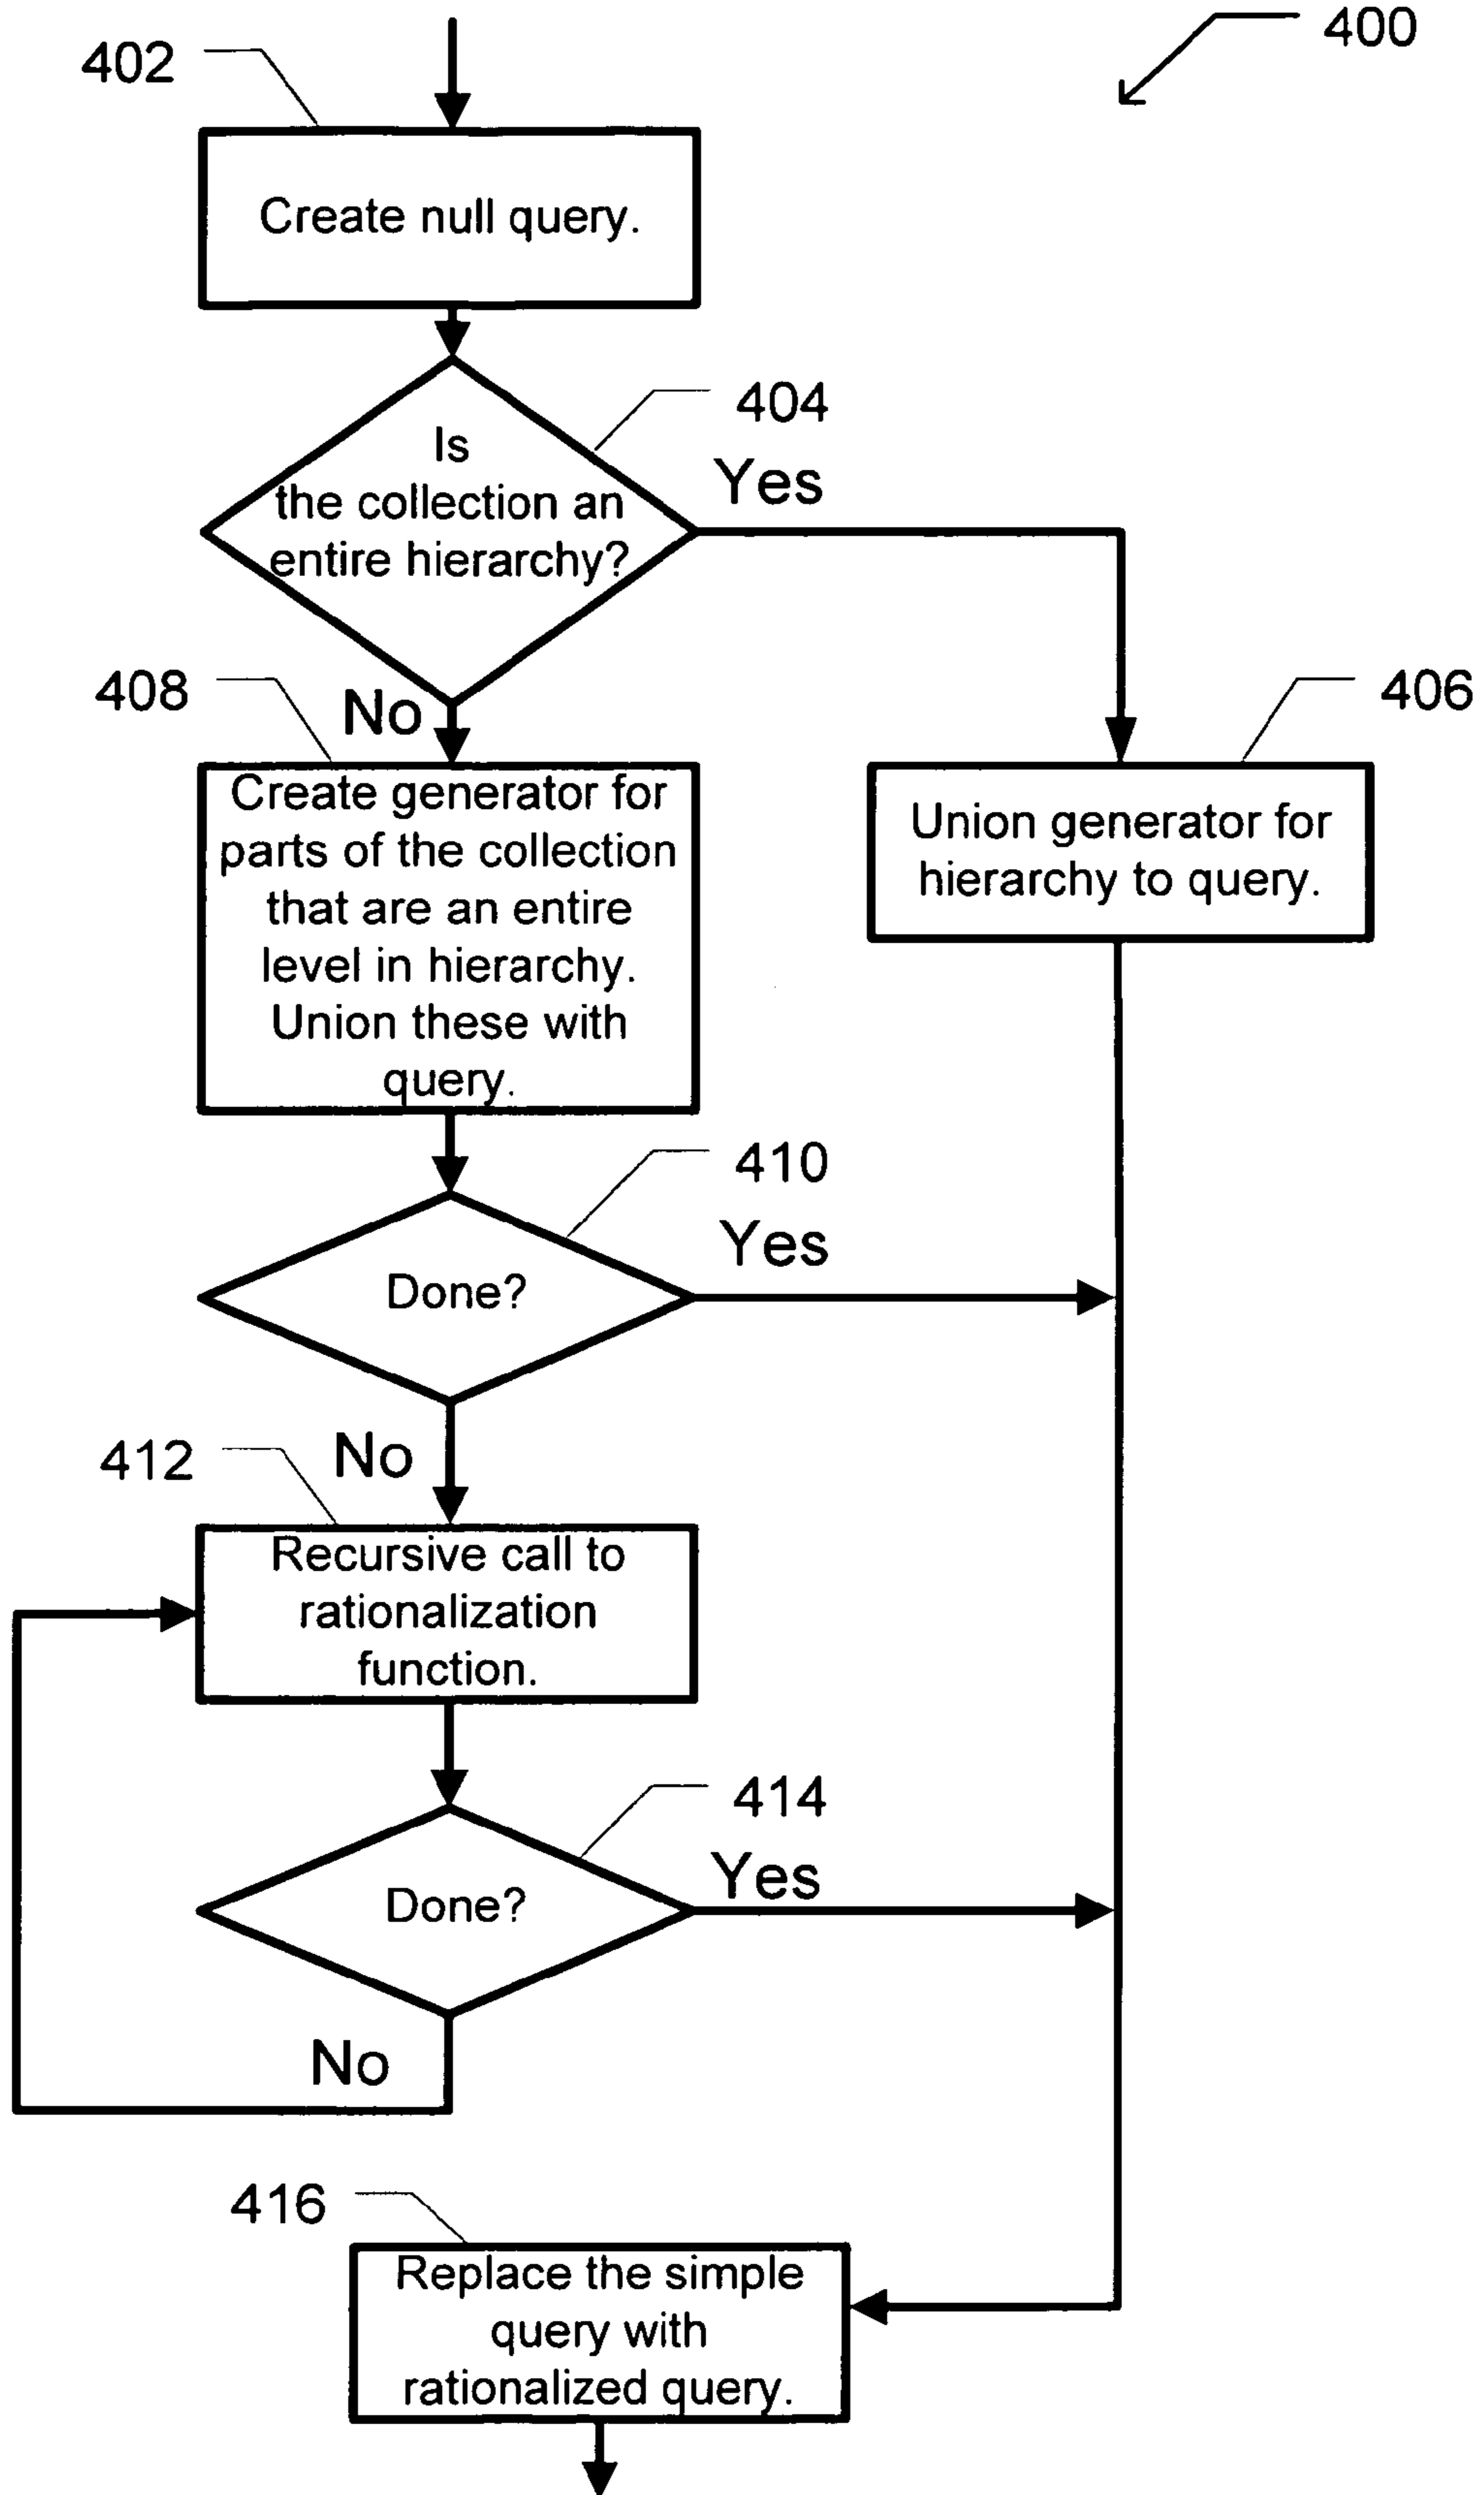 400
402
Create null query.
404
Is
the collection an
entire hierarchy?
Yes
No
408
Create generator for
parts of the collection
that are an entire
level in hierarchy.
Union these with
query.
406
Union generator for
hierarchy to query.
410
Done?
Yes
No
412
Recursive call to
rationalization
function.
414
Done?
Yes
No
416
Replace the simple
query with
rationalized query.